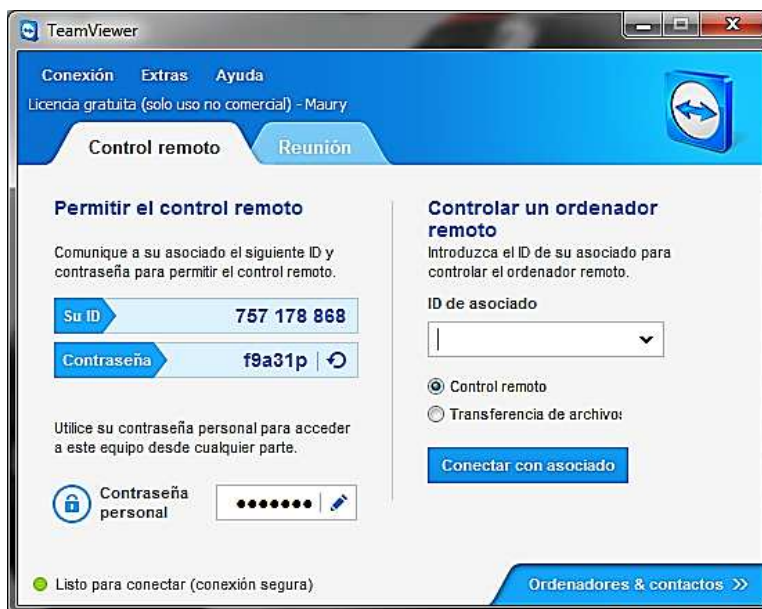 TeamViewer
Conexión Extras Ayuda
Licencia gratuita (solo uso no comercial) - Maury
Control remoto Reunión
Permitir el control remoto
Comunique a su asociado el siguiente ID y
contraseña para permitir el control remoto.
Su ID 757 178 868
Contraseña f9a31p
Utilice su contraseña personal para acceder
a este equipo desde cualquier parte.
Contraseña
personal
Controlar un ordenador
remoto
Introduzca el ID de su asociado para
controlar el ordenador remoto.
ID de asociado
Control remoto
Transferencia de archivos
Conectar con asociado
Listo para conectar (conexión segura)
Ordenadores & contactos >>